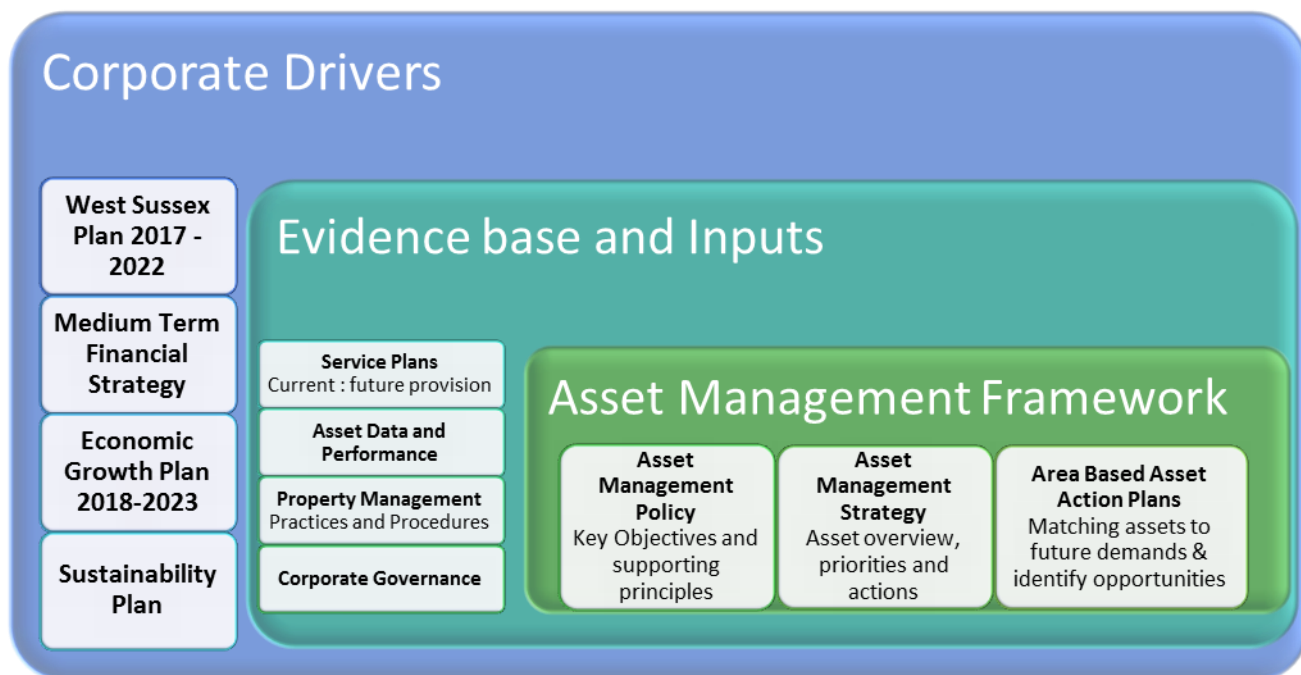 Corporate Drivers
West Sussex
Plan 2017 -
2022
Medium Term
Financial
Strategy
Economic
Growth Plan
2018-2023
Sustainability
Plan
Evidence base and Inputs
Service Plans
Current : future provision
Asset Data and
Performance
Property Management
Practices and Procedures
Corporate Governance
Asset Management Framework
Asset
Management
Policy
Key Objectives and
supporting
principles
Asset
Management
Strategy
Asset overview,
priorities and
actions
Area Based Asset
Action Plans
Matching assets to
future demands &
identify opportunities